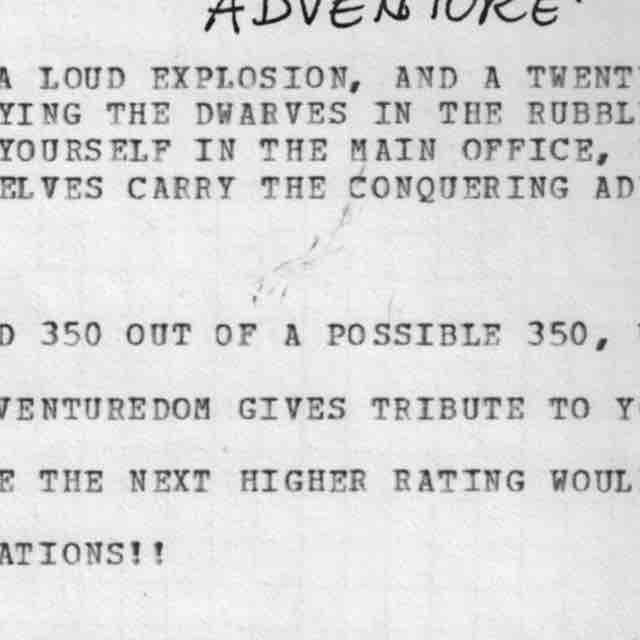 ADVENTURE
A LOUD EXPLOSION, AND A TWENT
YING THE DWARVES IN THE RUBBL
YOURSELF IN THE MAIN OFFICE,
ELVES CARRY THE CONQUERING AD
D 350 OUT OF A POSSIBLE 350,
VENTUREDOM GIVES TRIBUTE TO Y
E THE NEXT HIGHER RATING WOUL
ATIONS!!